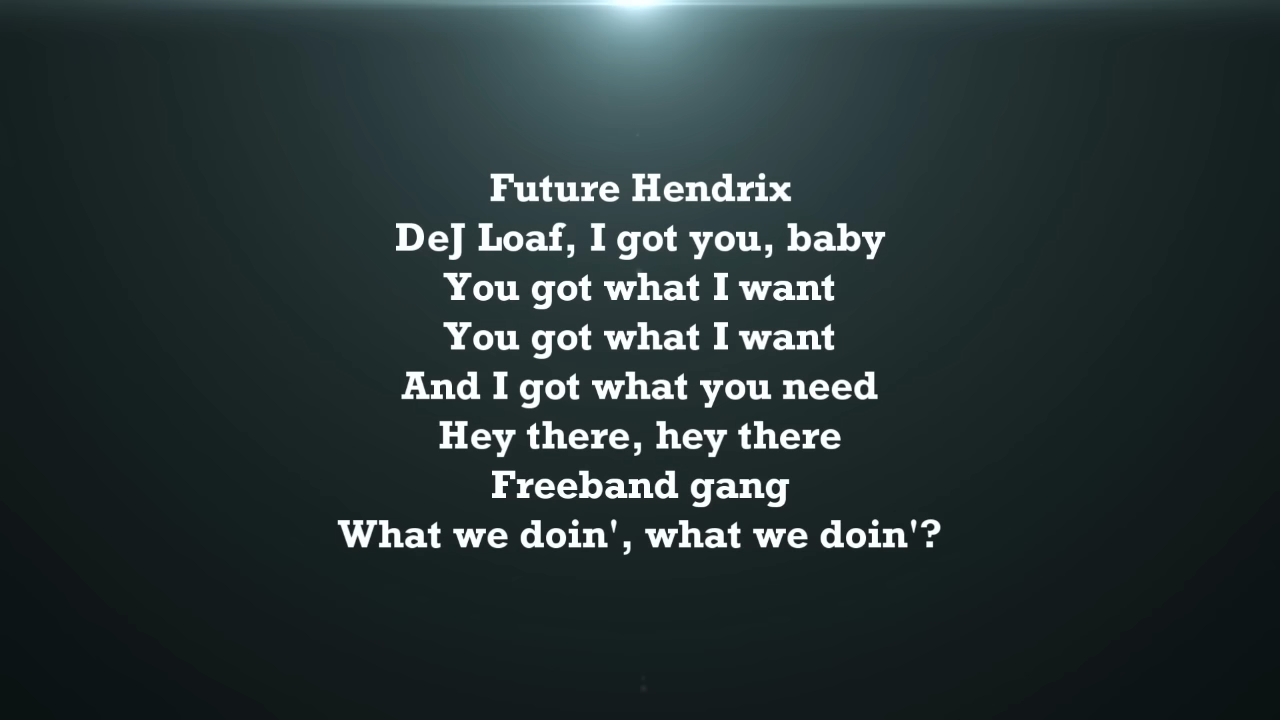 Future Hendrix
DeJ Loaf, I got you, baby
You got what I want
You got what I want
And I got what you need
Hey there, hey there
Freeband gang
What we doin', what we doin'?